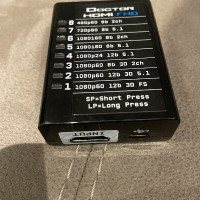 DOCTOR
HDMI FHD
8 480p60 8b 2ch
7 720p60 8b 5.1
6 1080i60 8b 2ch
5 1080i60 8b 5.1
4 1080p24 12b 5.1
3 1080p60 8b 3D 2ch
2 1080p60 12b 3D 5.1
1 1080p60 12b 3D FS
SP=Short Press
LP=Long Press
INPUT